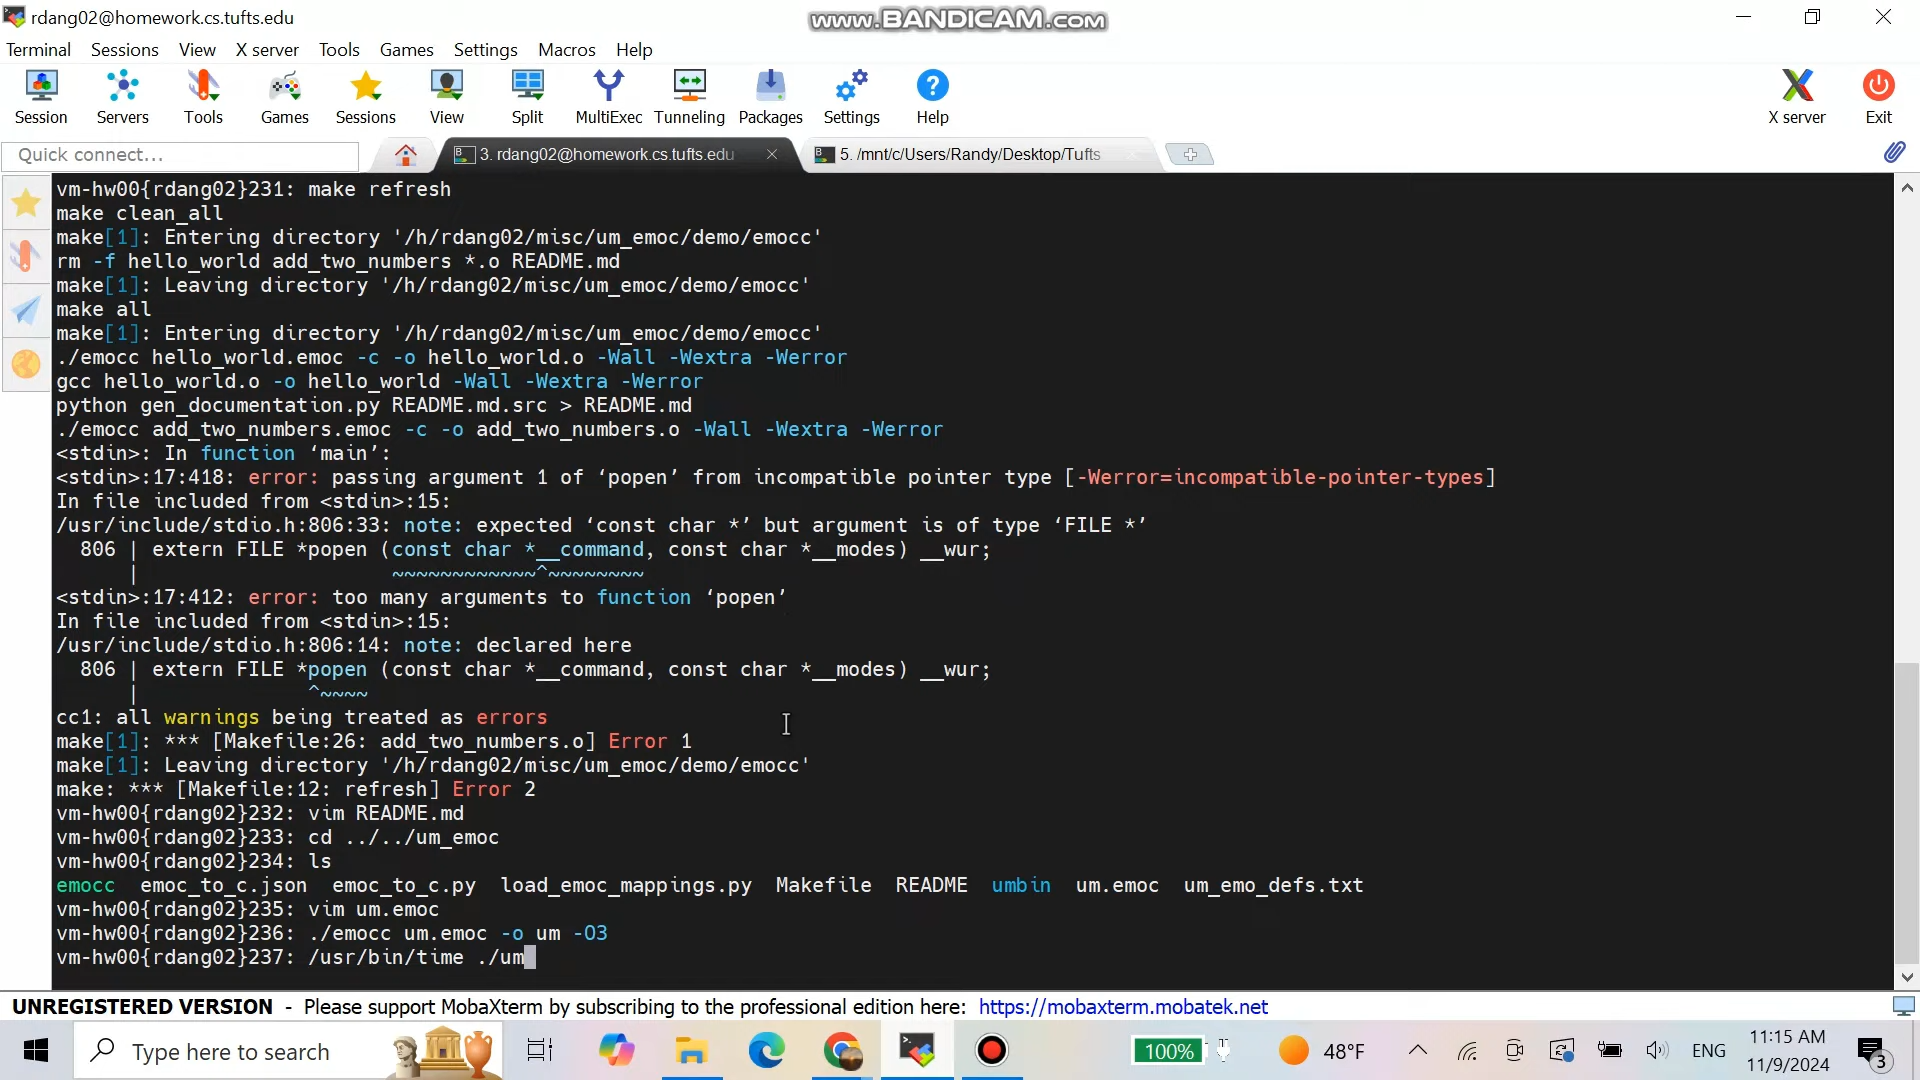 rdang02@homework.cs.tufts.edu
www.BANDICAM.com
Terminal Sessions View X server Tools Games Settings Macros Help
Session Servers Tools Games Sessions View Split MultiExec Tunneling Packages Settings Help X server Exit
Quick connect...
3. rdang02@homework.cs.tufts.edu
5. /mnt/c/Users/Randy/Desktop/Tufts
vm-hw00{rdang02}231: make refresh
make clean_all
make[1]: Entering directory '/h/rdang02/misc/um_emoc/demo/emocc'
rm -f hello_world add_two_numbers *.o README.md
make[1]: Leaving directory '/h/rdang02/misc/um_emoc/demo/emocc'
make all
make[1]: Entering directory '/h/rdang02/misc/um_emoc/demo/emocc'
./emocc hello_world.emoc -c -o hello_world.o -Wall -Wextra -Werror
gcc hello_world.o -o hello_world -Wall -Wextra -Werror
python gen_documentation.py README.md.src > README.md
./emocc add_two_numbers.emoc -c -o add_two_numbers.o -Wall -Wextra -Werror
<stdin>: In function ‘main’:
<stdin>:17:418: error: passing argument 1 of ‘popen’ from incompatible pointer type [-Werror=incompatible-pointer-types]
In file included from <stdin>:15:
/usr/include/stdio.h:806:33: note: expected ‘const char *’ but argument is of type ‘FILE *’
  806 | extern FILE *popen (const char *__command, const char *__modes) __wur;
      |                     ~~~~~~~~~~~~^~~~~~~~~
<stdin>:17:412: error: too many arguments to function ‘popen’
In file included from <stdin>:15:
/usr/include/stdio.h:806:14: note: declared here
  806 | extern FILE *popen (const char *__command, const char *__modes) __wur;
      |              ^~~~~
cc1: all warnings being treated as errors
make[1]: *** [Makefile:26: add_two_numbers.o] Error 1
make[1]: Leaving directory '/h/rdang02/misc/um_emoc/demo/emocc'
make: *** [Makefile:12: refresh] Error 2
vm-hw00{rdang02}232: vim README.md
vm-hw00{rdang02}233: cd ../../um_emoc
vm-hw00{rdang02}234: ls
emocc  emoc_to_c.json  emoc_to_c.py  load_emoc_mappings.py  Makefile  README  umbin  um.emoc  um_emo_defs.txt
vm-hw00{rdang02}235: vim um.emoc
vm-hw00{rdang02}236: ./emocc um.emoc -o um -O3
vm-hw00{rdang02}237: /usr/bin/time ./um
UNREGISTERED VERSION - Please support MobaXterm by subscribing to the professional edition here: https://mobaxterm.mobatek.net
Type here to search
100%
48°F
ENG
11:15 AM
11/9/2024
3